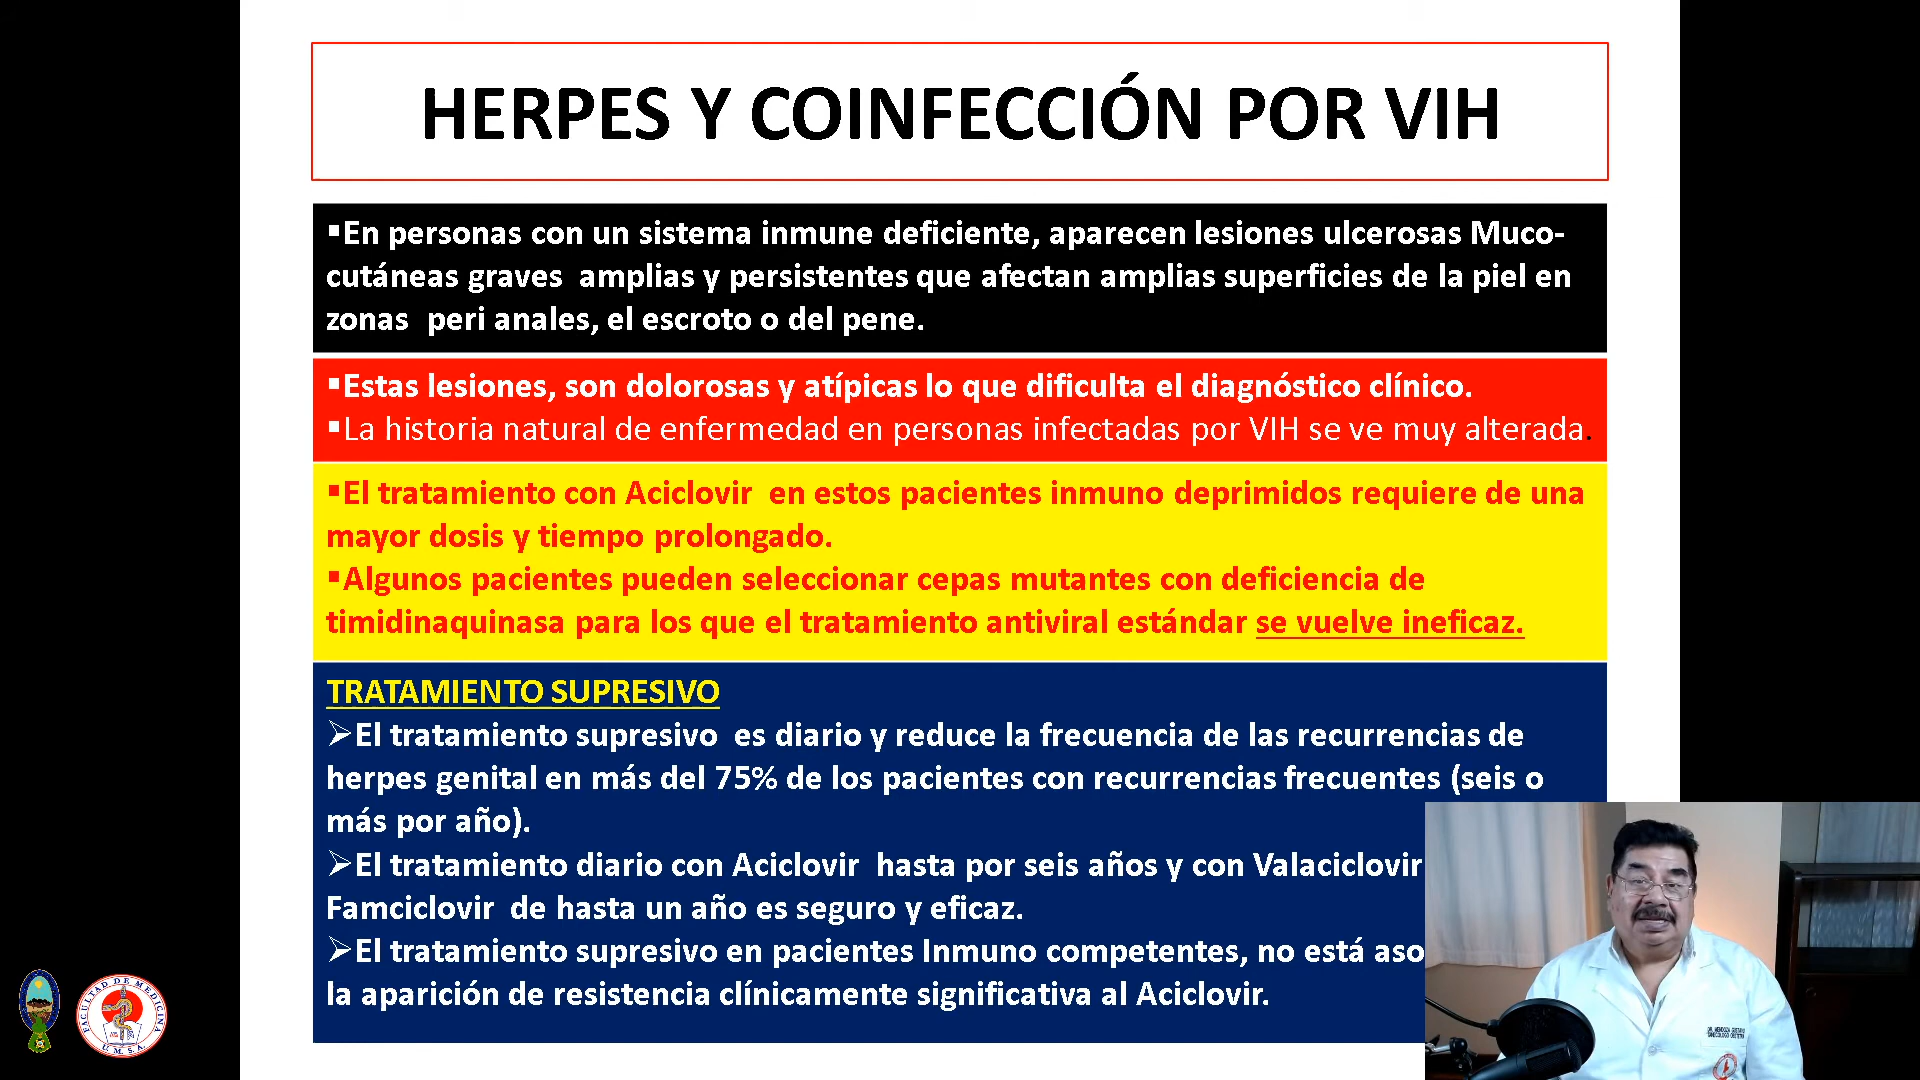 HERPES Y COINFECCIÓN POR VIH
▪En personas con un sistema inmune deficiente, aparecen lesiones ulcerosas Muco-
cutáneas graves amplias y persistentes que afectan amplias superficies de la piel en
zonas peri anales, el escroto o del pene.
▪Estas lesiones, son dolorosas y atípicas lo que dificulta el diagnóstico clínico.
▪La historia natural de enfermedad en personas infectadas por VIH se ve muy alterada.
▪El tratamiento con Aciclovir en estos pacientes inmuno deprimidos requiere de una
mayor dosis y tiempo prolongado.
▪Algunos pacientes pueden seleccionar cepas mutantes con deficiencia de
timidinaquinasa para los que el tratamiento antiviral estándar se vuelve ineficaz.
TRATAMIENTO SUPRESIVO
➢El tratamiento supresivo es diario y reduce la frecuencia de las recurrencias de
herpes genital en más del 75% de los pacientes con recurrencias frecuentes (seis o
más por año).
➢El tratamiento diario con Aciclovir hasta por seis años y con Valaciclovir
Famciclovir de hasta un año es seguro y eficaz.
➢El tratamiento supresivo en pacientes Inmuno competentes, no está aso
la aparición de resistencia clínicamente significativa al Aciclovir.
FACULTAD DE MEDICINA
U.M.S.A.